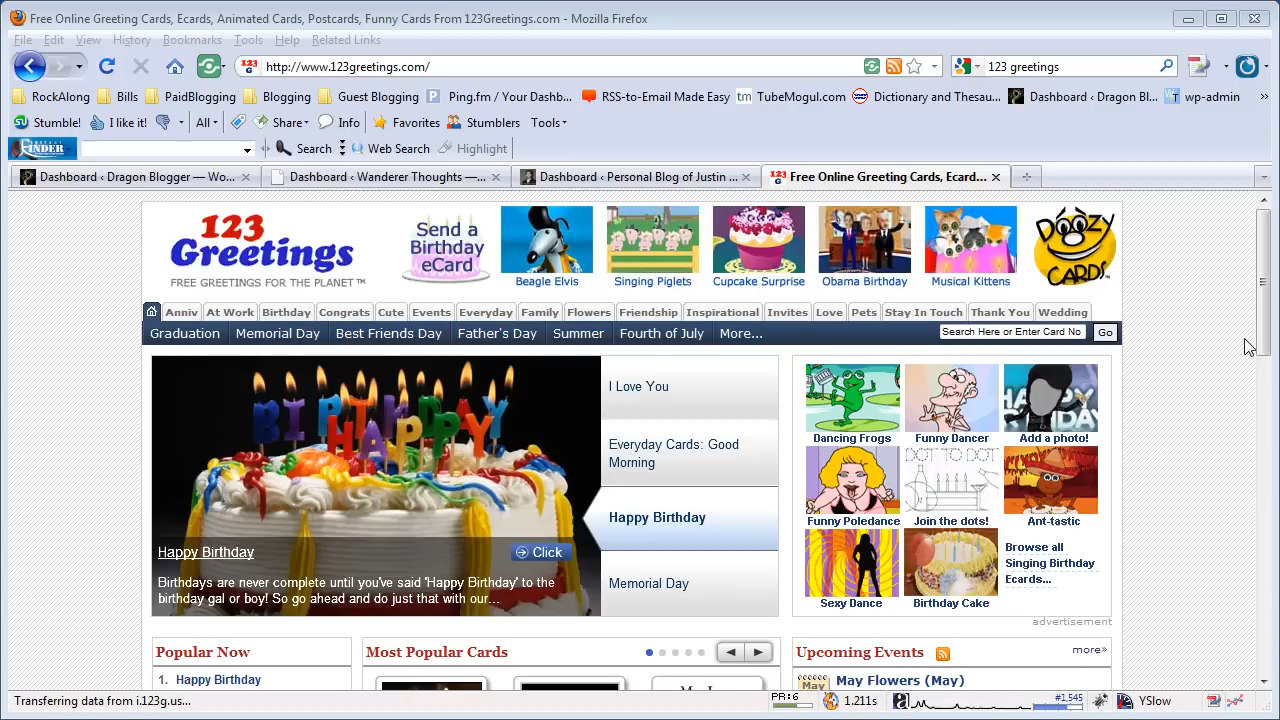 Free Online Greeting Cards, Ecards, Animated Cards, Postcards, Funny Cards From 123Greetings.com - Mozilla Firefox
File Edit View History Bookmarks Tools Help Related Links
http://www.123greetings.com/
123 greetings
RockAlong Bills PaidBlogging Blogging Guest Blogging Ping.fm / Your Dashb... RSS-to-Email Made Easy TubeMogul.com Dictionary and Thesau... Dashboard ‹ Dragon Bl... wp-admin
Stumble! I like it! All Share Info Favorites Stumblers Tools
FINDER Search Web Search Highlight
Dashboard ‹ Dragon Blogger — Wo... Dashboard ‹ Wanderer Thoughts —... Dashboard ‹ Personal Blog of Justin ... Free Online Greeting Cards, Ecard...
123
Greetings
FREE GREETINGS FOR THE PLANET™
Send a
Birthday
eCard
Beagle Elvis
Singing Piglets
Cupcake Surprise
Obama Birthday
Musical Kittens
DOOZY
CARDS
Anniv At Work Birthday Congrats Cute Events Everyday Family Flowers Friendship Inspirational Invites Love Pets Stay In Touch Thank You Wedding
Graduation Memorial Day Best Friends Day Father's Day Summer Fourth of July More...
Search Here or Enter Card No Go
BIRTHDAY
HAPPY
Happy Birthday
Click
Birthdays are never complete until you've said 'Happy Birthday' to the
birthday gal or boy! So go ahead and do just that with our...
I Love You
Everyday Cards: Good
Morning
Happy Birthday
Memorial Day
Dancing Frogs Funny Dancer Add a photo!
DOT TO DOT
Funny Poledance Join the dots! Ant-tastic
Sexy Dance Birthday Cake
Browse all
Singing Birthday
Ecards...
advertisement
Popular Now
1. Happy Birthday
Most Popular Cards
Upcoming Events
more»
May
May Flowers (May)
Transferring data from i.123g.us...
PR:6 1.211s #1,545 YSlow